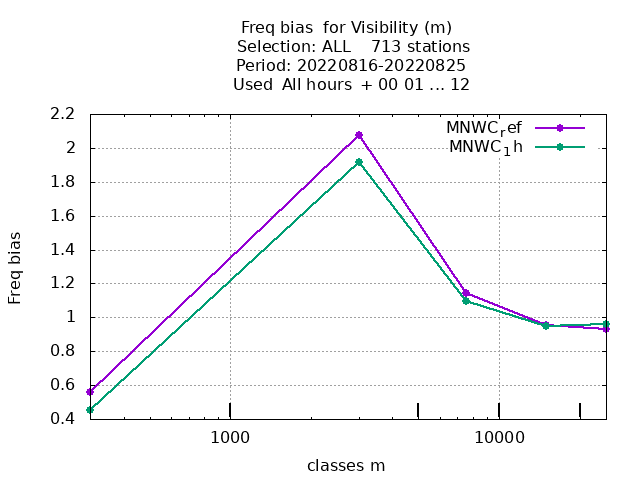 Freq bias  for Visibility (m)
Selection: ALL    713 stations
Period: 20220816-20220825
Used  All hours  + 00 01 ... 12
MNWC_ref
MNWC_1h
2.2
2
1.8
1.6
1.4
1.2
1
0.8
0.6
0.4
Freq bias
1000
10000
classes m